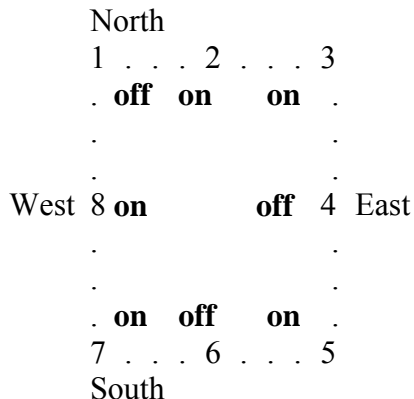 North
1 . . . 2 . . . 3
. off on on .
. .
. .
West 8 on off 4 East
. .
. .
. on off on .
7 . . . 6 . . . 5
South